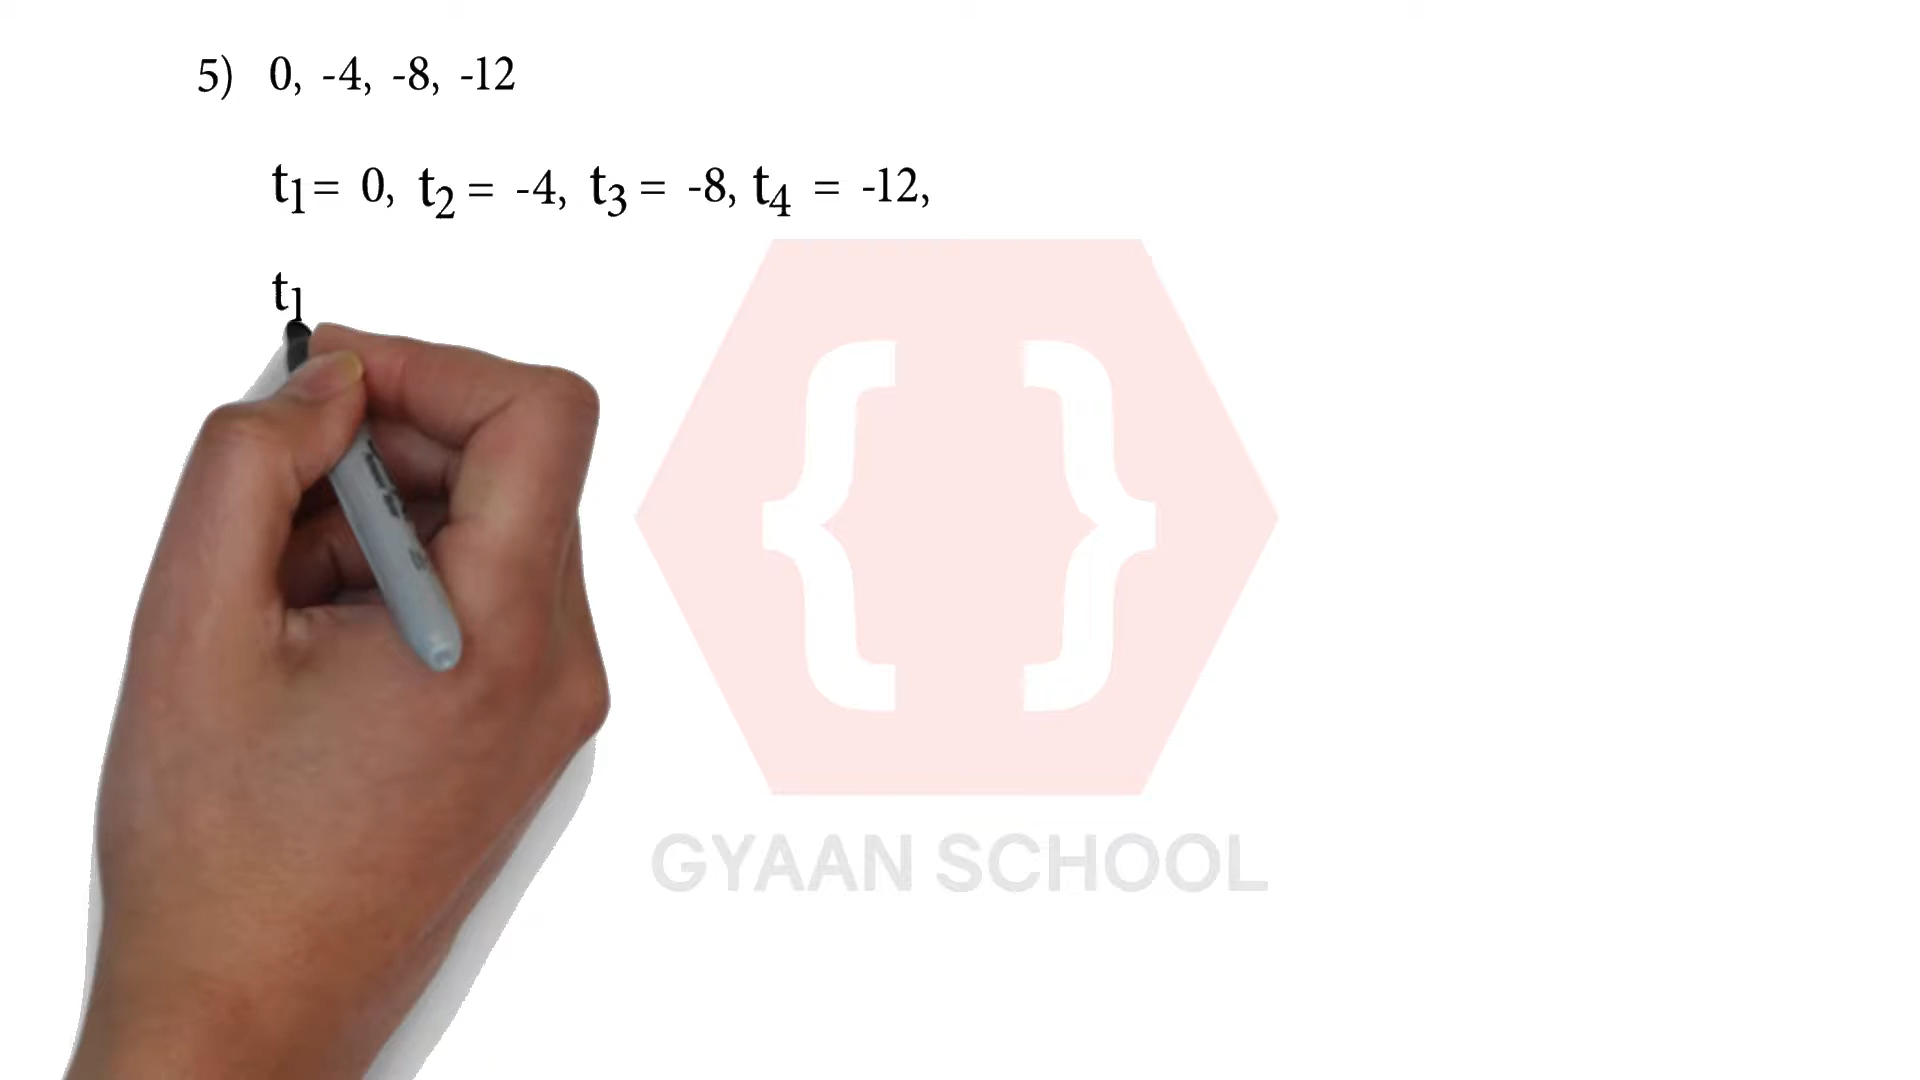 5) 0, -4, -8, -12
t1 = 0, t2 = -4, t3 = -8, t4 = -12,
t1
GYAAN SCHOOL